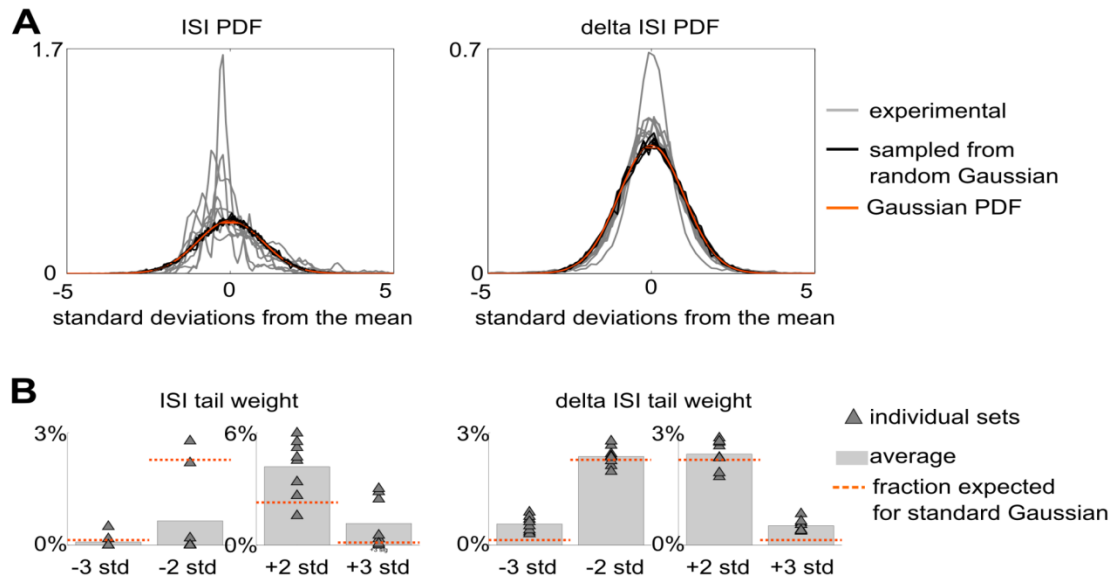 A
ISI PDF
delta ISI PDF
1.7
0
-5
0
5
standard deviations from the mean
0.7
0
-5
0
5
standard deviations from the mean
experimental
sampled from
random Gaussian
Gaussian PDF
B
ISI tail weight
delta ISI tail weight
3%
0%
-3 std
-2 std
6%
0%
+2 std
+3 std
3%
0%
-3 std
-2 std
3%
0%
+2 std
+3 std
individual sets
average
fraction expected
for standard Gaussian